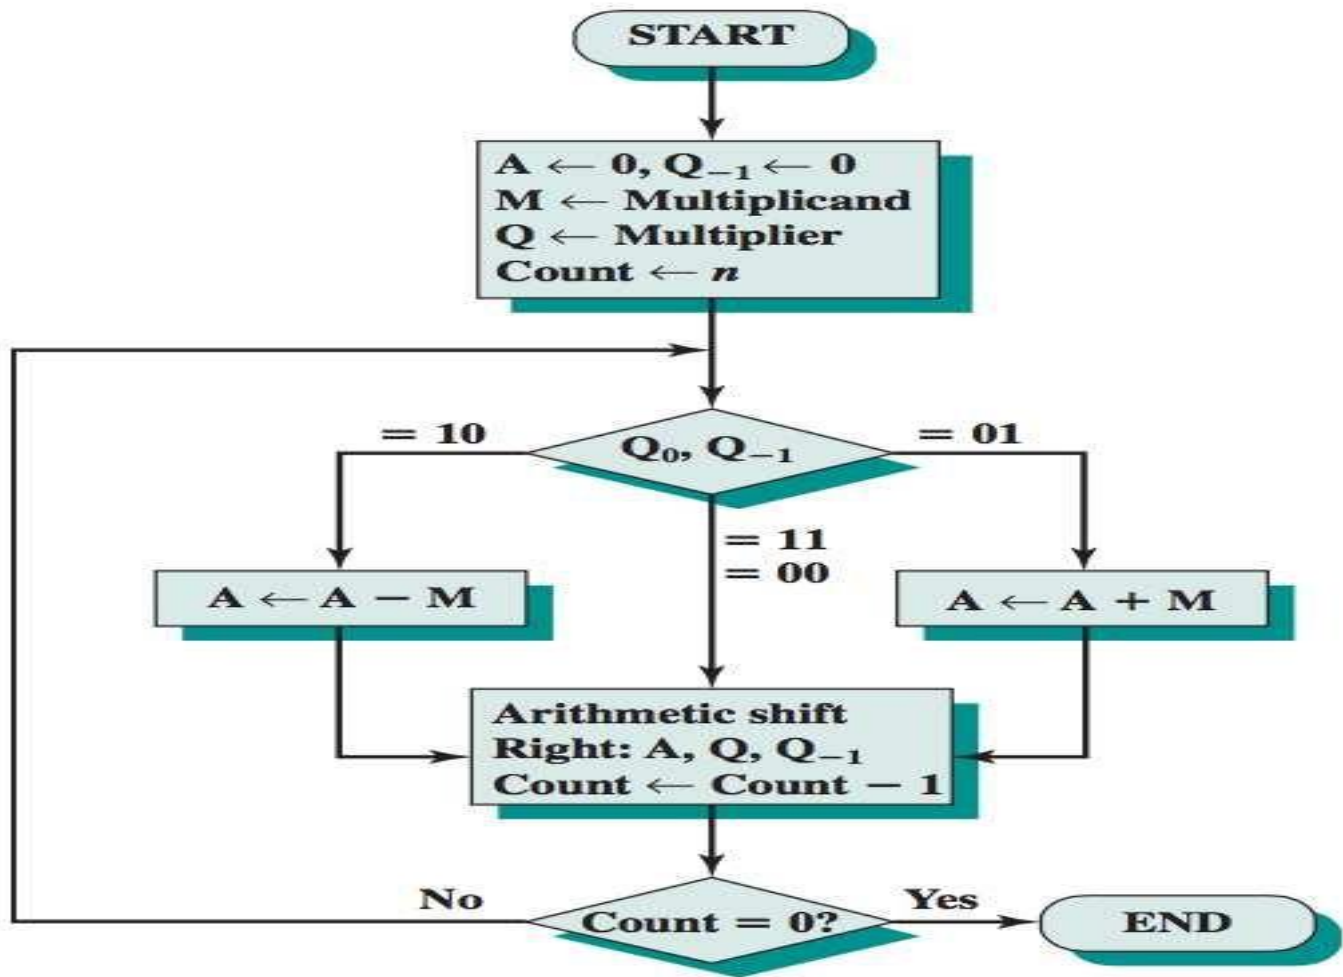 START
A ← 0, Q₋₁ ← 0
M ← Multiplicand
Q ← Multiplier
Count ← n
= 10
Q₀, Q₋₁
= 01
= 11
= 00
A ← A − M
A ← A + M
Arithmetic shift
Right: A, Q, Q₋₁
Count ← Count − 1
No
Count = 0?
Yes
END